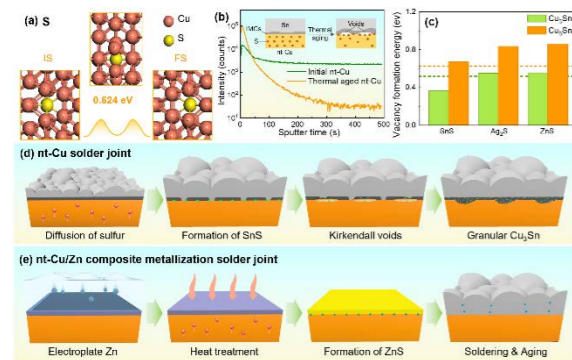 (a) S
Cu
S
IS
FS
0.624 eV
(b)
Intensity (counts)
Sn
IMCs
S
nt-Cu
Thermal
aging
Voids
Initial nt-Cu
Thermal aged nt-Cu
0 100 200 300 400 500
Sputter time (s)
(c)
Vacancy formation energy (ev)
1.2
1.0
0.8
0.6
0.4
0.2
0.0
SnS Ag₂S ZnS
(d) nt-Cu solder joint
Diffusion of sulfur
Formation of SnS
Kirkendall voids
Granular Cu₃Sn
(e) nt-Cu/Zn composite metallization solder joint
Electroplate Zn
Heat treatment
Formation of ZnS
Soldering & Aging